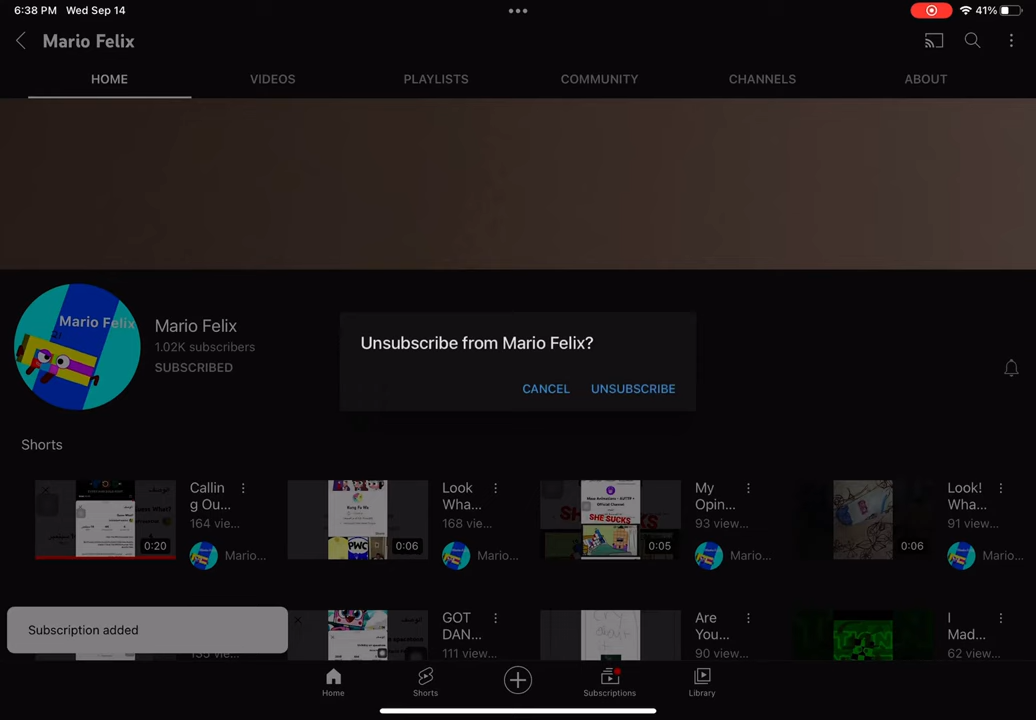 6:38 PM Wed Sep 14
41%
Mario Felix
HOME VIDEOS PLAYLISTS COMMUNITY CHANNELS ABOUT
Mario Felix
Mario Felix
1.02K subscribers
SUBSCRIBED
Unsubscribe from Mario Felix?
CANCEL UNSUBSCRIBE
Shorts
0:20
Callin
g Ou...
164 vie...
Mario...
0:06
Look
Wha...
168 vie...
Mario...
SHE SUCKS
0:05
My
Opin...
93 view...
Mario...
0:06
Look!
Wha...
91 view...
Mario...
Subscription added
GOT
DAN...
111 view...
Are
You...
90 view...
I
Mad...
62 view...
Home Shorts Subscriptions Library